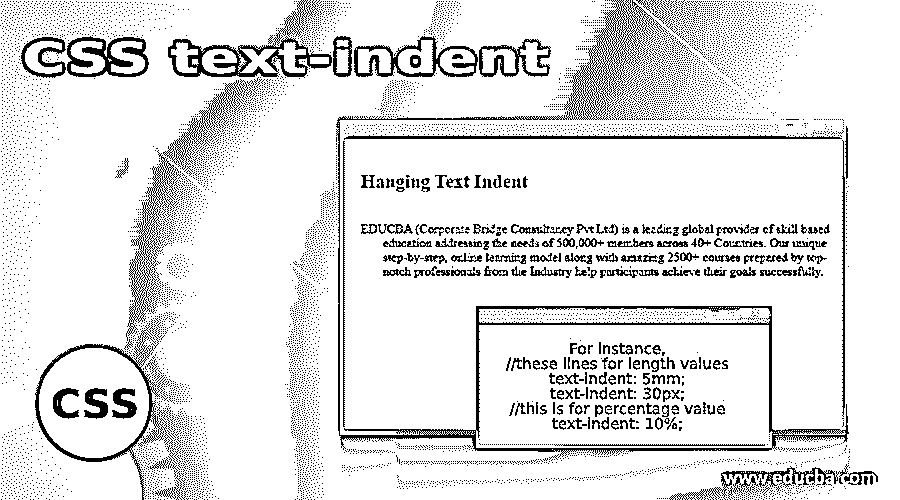 CSS text-indent
Hanging Text Indent
EDUCBA (Corporate Bridge Consultancy Pvt Ltd) is a leading global provider of skill based
education addressing the needs of 500,000+ members across 40+ Countries. Our unique
step-by-step, online learning model along with amazing 2500+ courses prepared by top-
notch professionals from the Industry help participants achieve their goals successfully.
For Instance,
//these lines for length values
text-indent: 5mm;
text-indent: 30px;
//this is for percentage value
text-indent: 10%;
CSS
www.educba.com